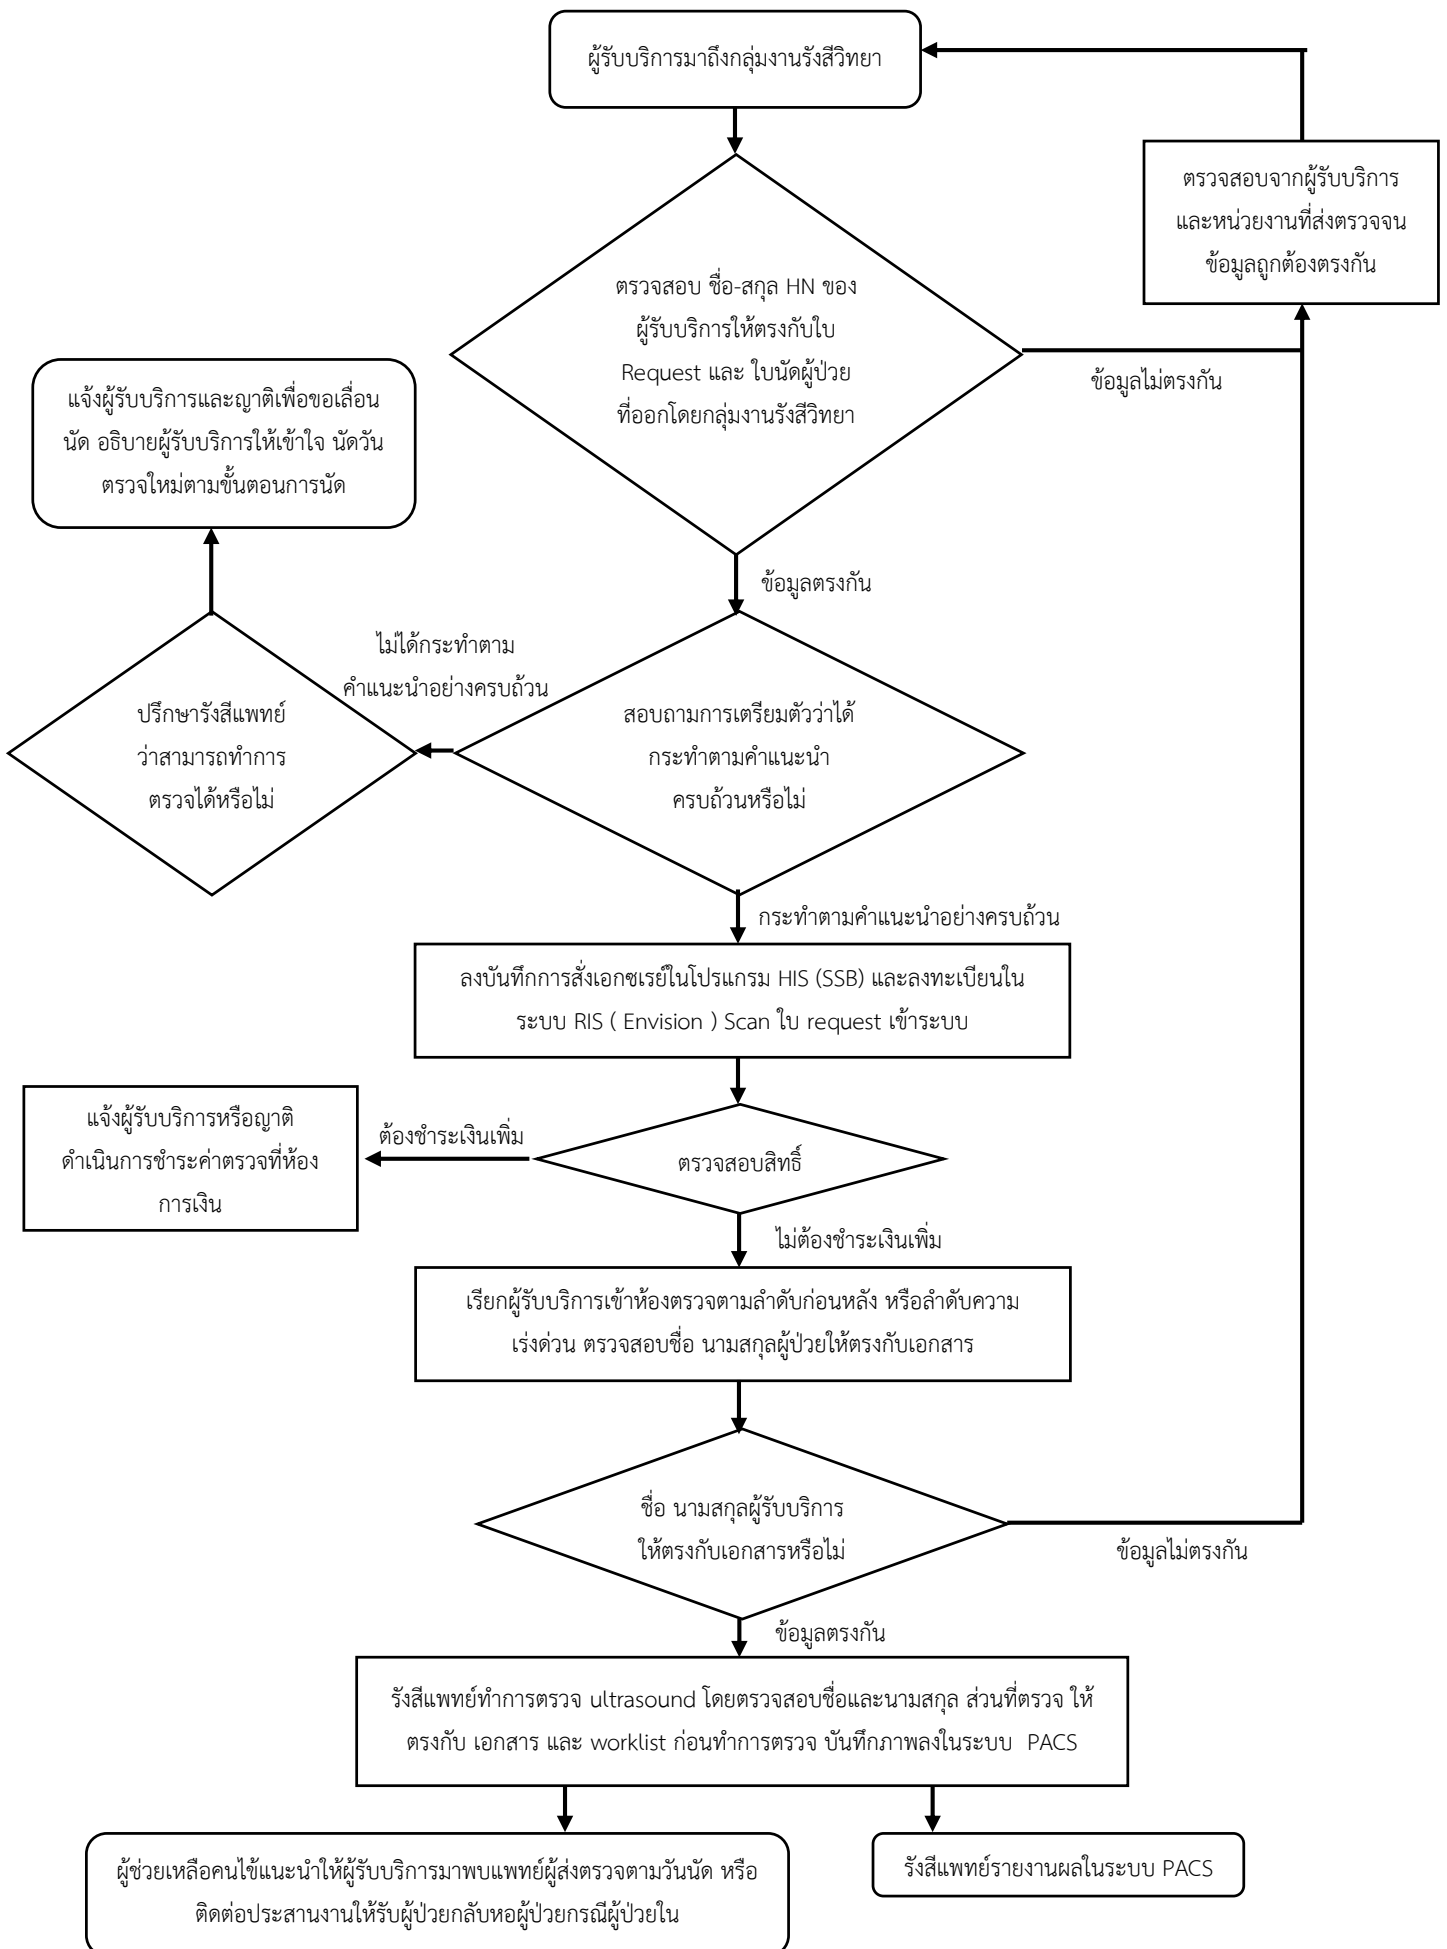 ผู้รับบริการมาถึงกลุ่มงานรังสีวิทยา
ตรวจสอบจากผู้รับบริการ
และหน่วยงานที่ส่งตรวจจน
ข้อมูลถูกต้องตรงกัน
ตรวจสอบ ชื่อ-สกุล HN ของ
ผู้รับบริการให้ตรงกับใบ
Request และ ใบนัดผู้ป่วย
ที่ออกโดยกลุ่มงานรังสีวิทยา
ข้อมูลไม่ตรงกัน
แจ้งผู้รับบริการและญาติเพื่อขอเลื่อน
นัด อธิบายผู้รับบริการให้เข้าใจ นัดวัน
ตรวจใหม่ตามขั้นตอนการนัด
ข้อมูลตรงกัน
ไม่ได้กระทำตาม
คำแนะนำอย่างครบถ้วน
ปรึกษารังสีแพทย์
ว่าสามารถทำการ
ตรวจได้หรือไม่
สอบถามการเตรียมตัวว่าได้
กระทำตามคำแนะนำ
ครบถ้วนหรือไม่
กระทำตามคำแนะนำอย่างครบถ้วน
ลงบันทึกการสั่งเอกซเรย์ในโปรแกรม HIS (SSB) และลงทะเบียนใน
ระบบ RIS ( Envision ) Scan ใบ request เข้าระบบ
แจ้งผู้รับบริการหรือญาติ
ดำเนินการชำระค่าตรวจที่ห้อง
การเงิน
ต้องชำระเงินเพิ่ม
ตรวจสอบสิทธิ์
ไม่ต้องชำระเงินเพิ่ม
เรียกผู้รับบริการเข้าห้องตรวจตามลำดับก่อนหลัง หรือลำดับความ
เร่งด่วน ตรวจสอบชื่อ นามสกุลผู้ป่วยให้ตรงกับเอกสาร
ชื่อ นามสกุลผู้รับบริการ
ให้ตรงกับเอกสารหรือไม่
ข้อมูลไม่ตรงกัน
ข้อมูลตรงกัน
รังสีแพทย์ทำการตรวจ ultrasound โดยตรวจสอบชื่อและนามสกุล ส่วนที่ตรวจ ให้
ตรงกับ เอกสาร และ worklist ก่อนทำการตรวจ บันทึกภาพลงในระบบ PACS
ผู้ช่วยเหลือคนไข้แนะนำให้ผู้รับบริการมาพบแพทย์ผู้ส่งตรวจตามวันนัด หรือ
ติดต่อประสานงานให้รับผู้ป่วยกลับหอผู้ป่วยกรณีผู้ป่วยใน
รังสีแพทย์รายงานผลในระบบ PACS